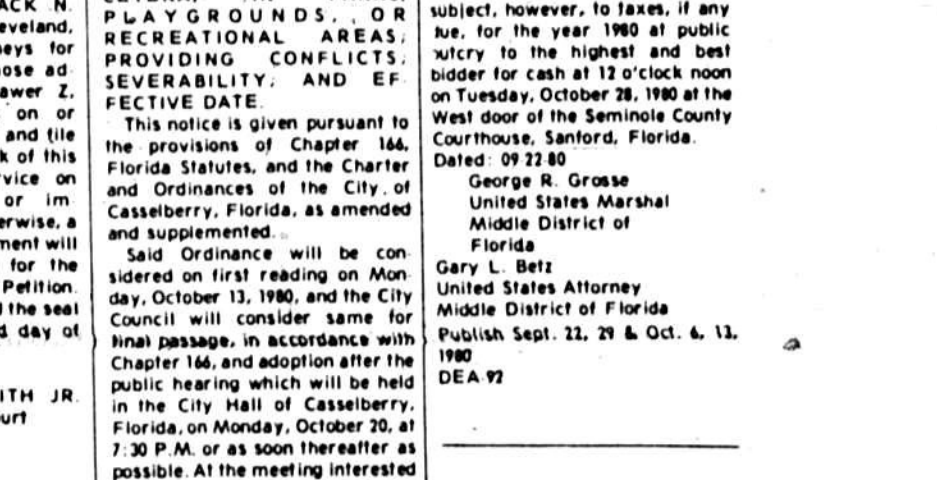 ACK N.
eveland,
eys for
ose ad
awer Z,
on or
and file
k of this
vice on
or im
erwise, a
ment will
for the
Petition.
the seal
d day of
ITH JR.
urt
PLAYGROUNDS, OR
RECREATIONAL AREAS;
PROVIDING CONFLICTS;
SEVERABILITY; AND EF
FECTIVE DATE.
This notice is given pursuant to
the provisions of Chapter 166,
Florida Statutes, and the Charter
and Ordinances of the City of
Casselberry, Florida, as amended
and supplemented.
Said Ordinance will be con
sidered on first reading on Mon
day, October 13, 1980, and the City
Council will consider same for
final passage, in accordance with
Chapter 166, and adoption after the
public hearing which will be held
in the City Hall of Casselberry,
Florida, on Monday, October 20, at
7:30 P.M. or as soon thereafter as
possible. At the meeting interested
subject, however, to taxes, if any
due, for the year 1980 at public
outcry to the highest and best
bidder for cash at 12 o'clock noon
on Tuesday, October 28, 1980 at the
West door of the Seminole County
Courthouse, Sanford, Florida.
Dated: 09-22-80
George R. Grosse
United States Marshal
Middle District of
Florida
Gary L. Betz
United States Attorney
Middle District of Florida
Publish Sept. 22, 29 & Oct. 6, 13,
1980
DEA-92